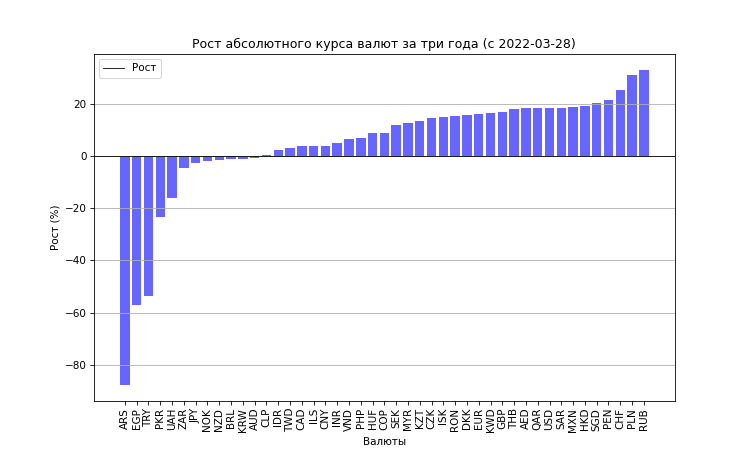 Рост абсолютного курса валют за три года (с 2022-03-28)
Рост
Рост (%)
20
0
−20
−40
−60
−80
ARS EGP TRY PKR UAH ZAR JPY NOK NZD BRL KRW AUD CLP IDR TWD CAD ILS CNY INR VND PHP HUF COP SEK MYR KZT CZK ISK RON DKK EUR KWD GBP THB AED QAR USD SAR MXN HKD SGD PEN CHF PLN RUB
Валюты